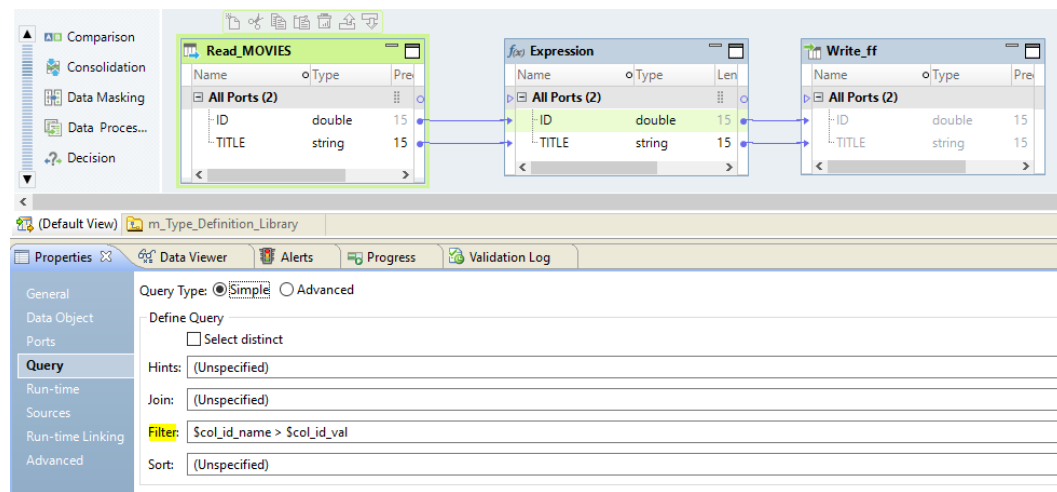 Comparison
Consolidation
Data Masking
Data Proces...
Decision
Read_MOVIES
Name Type Pre
All Ports (2)
ID double 15
TITLE string 15
f(x) Expression
Name Type Len
All Ports (2)
ID double 15
TITLE string 15
Write_ff
Name Type Pre
All Ports (2)
ID double 15
TITLE string 15
(Default View) m_Type_Definition_Library
Properties Data Viewer Alerts Progress Validation Log
General
Data Object
Ports
Query
Run-time
Sources
Run-time Linking
Advanced
Query Type: Simple Advanced
Define Query
Select distinct
Hints: (Unspecified)
Join: (Unspecified)
Filter: $col_id_name > $col_id_val
Sort: (Unspecified)